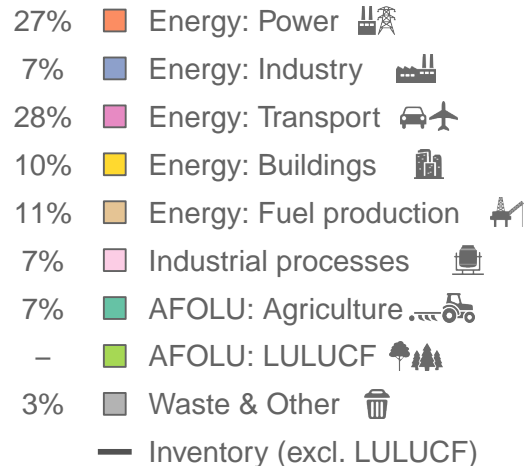 27% Energy: Power
7% Energy: Industry
28% Energy: Transport
10% Energy: Buildings
11% Energy: Fuel production
7% Industrial processes
7% AFOLU: Agriculture
– AFOLU: LULUCF
3% Waste & Other
Inventory (excl. LULUCF)